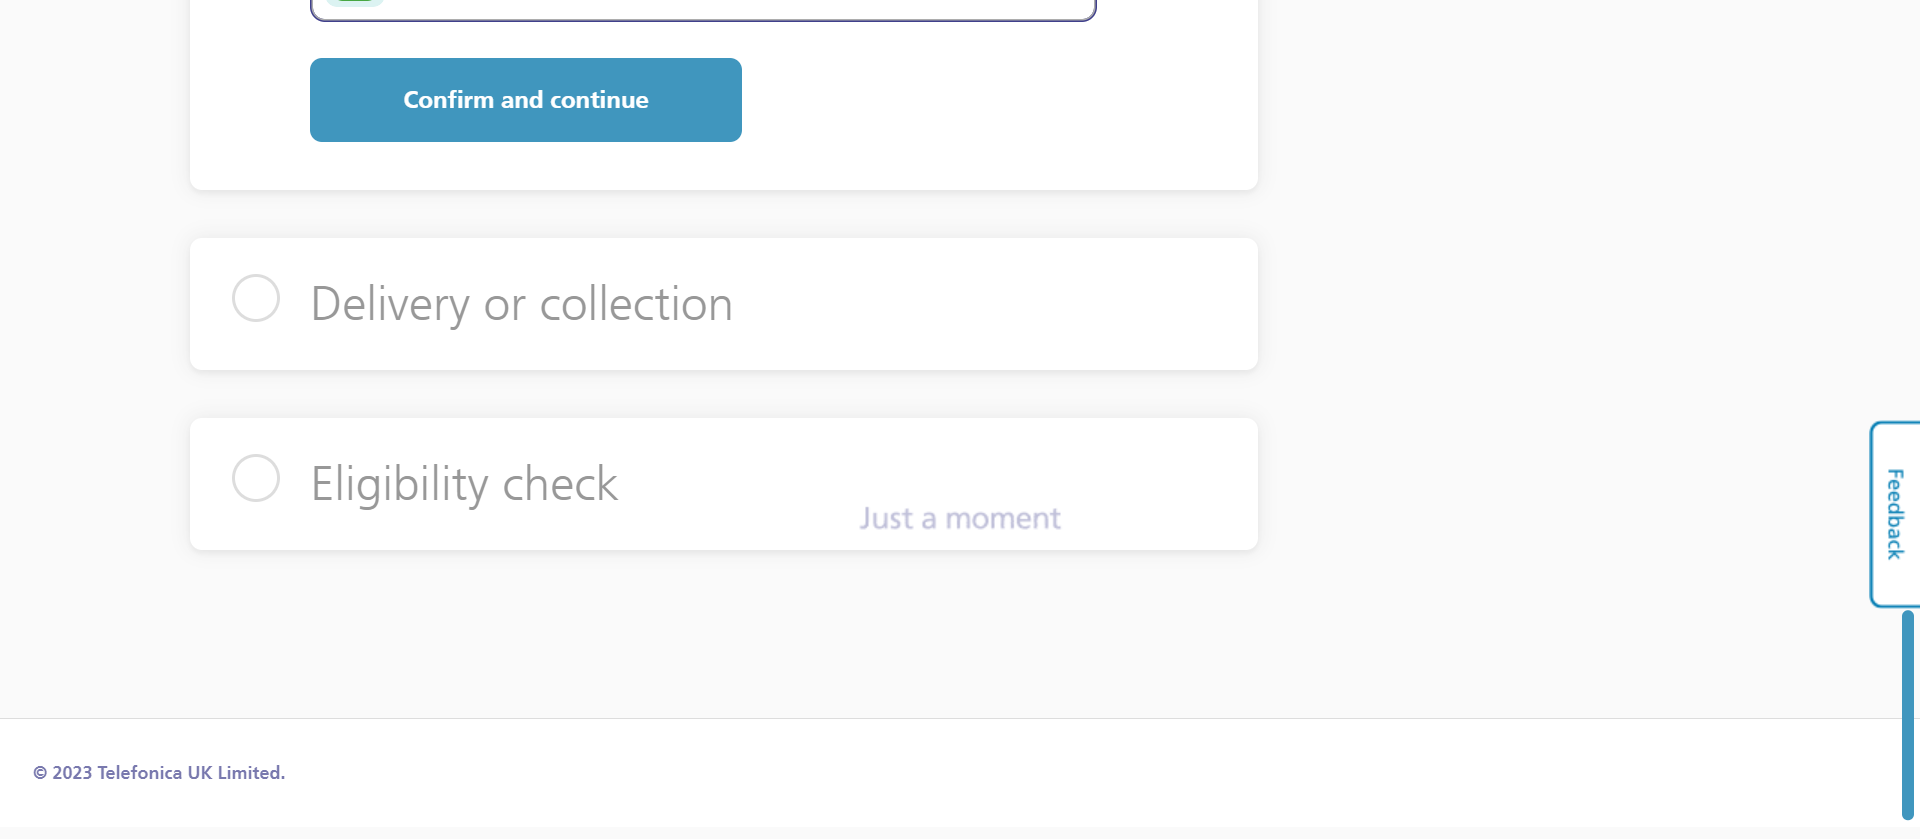 Confirm and continue
Delivery or collection
Eligibility check
Just a moment
Feedback
© 2023 Telefonica UK Limited.